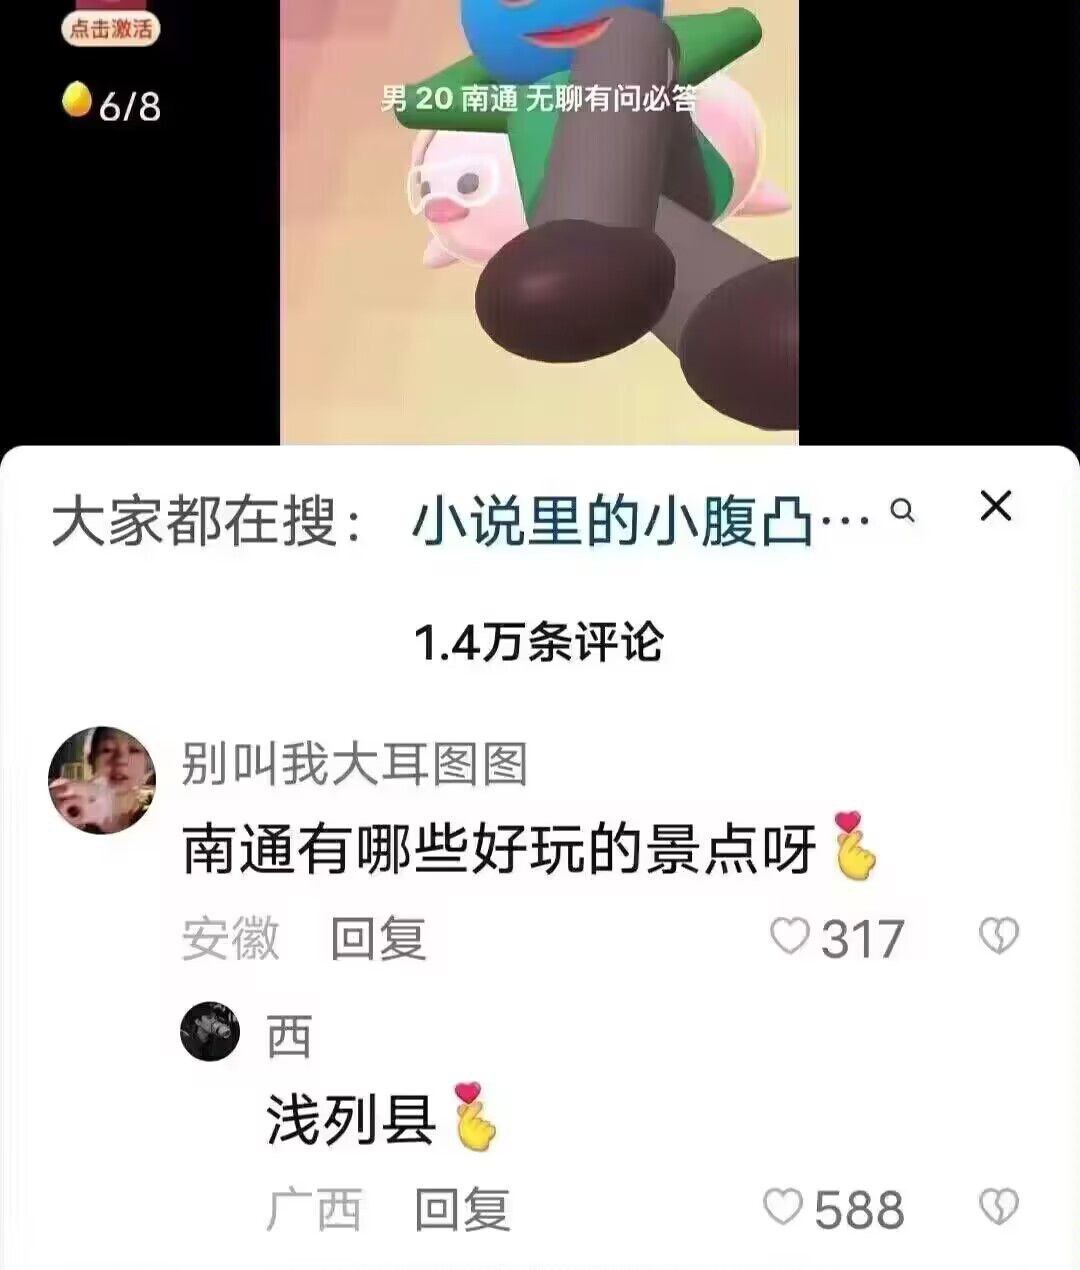 点击激活
6/8
男 20 南通 无聊有问必答
大家都在搜： 小说里的小腹凸…
1.4万条评论
别叫我大耳图图
南通有哪些好玩的景点呀
安徽 回复 317
西
浅列县
广西 回复 588